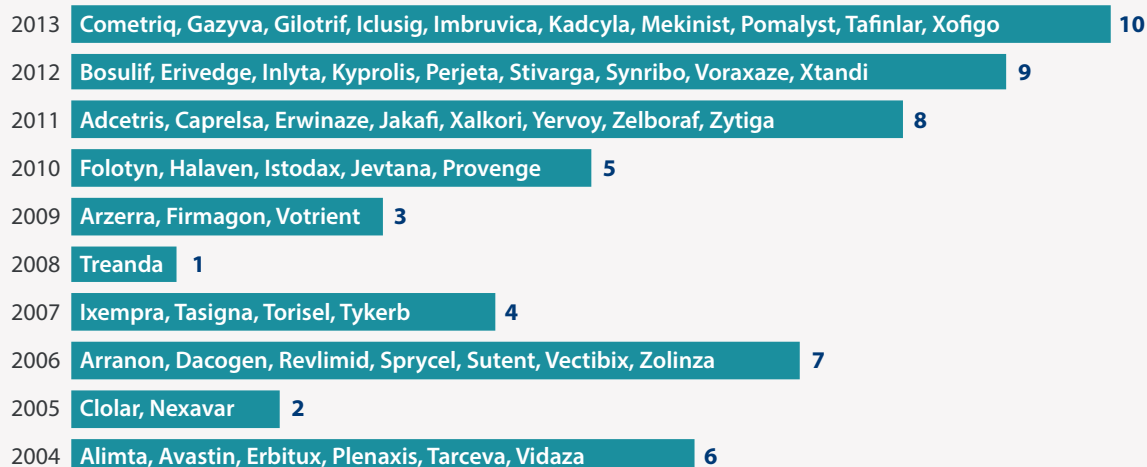 2013 Cometriq, Gazyva, Gilotrif, Iclusig, Imbruvica, Kadcyla, Mekinist, Pomalyst, Tafinlar, Xofigo 10
2012 Bosulif, Erivedge, Inlyta, Kyprolis, Perjeta, Stivarga, Synribo, Voraxaze, Xtandi 9
2011 Adcetris, Caprelsa, Erwinaze, Jakafi, Xalkori, Yervoy, Zelboraf, Zytiga 8
2010 Folotyn, Halaven, Istodax, Jevtana, Provenge 5
2009 Arzerra, Firmagon, Votrient 3
2008 Treanda 1
2007 Ixempra, Tasigna, Torisel, Tykerb 4
2006 Arranon, Dacogen, Revlimid, Sprycel, Sutent, Vectibix, Zolinza 7
2005 Clolar, Nexavar 2
2004 Alimta, Avastin, Erbitux, Plenaxis, Tarceva, Vidaza 6